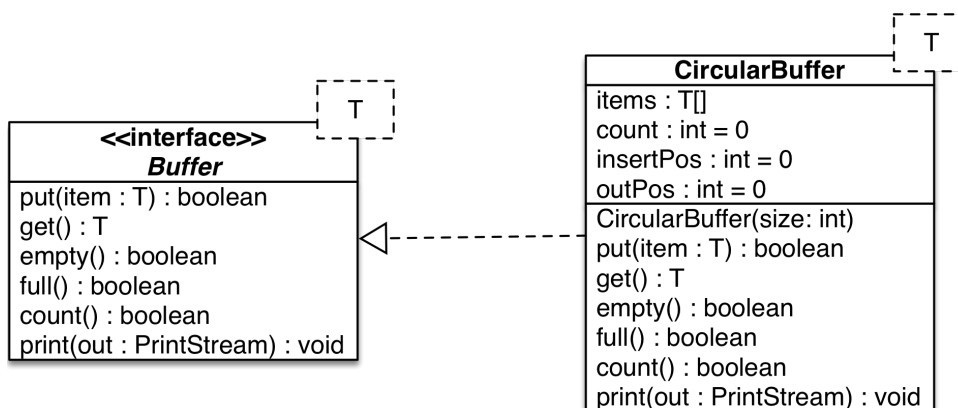 T
<<interface>>
Buffer
put(item : T) : boolean
get() : T
empty() : boolean
full() : boolean
count() : boolean
print(out : PrintStream) : void
T
CircularBuffer
items : T[]
count : int = 0
insertPos : int = 0
outPos : int = 0
CircularBuffer(size: int)
put(item : T) : boolean
get() : T
empty() : boolean
full() : boolean
count() : boolean
print(out : PrintStream) : void